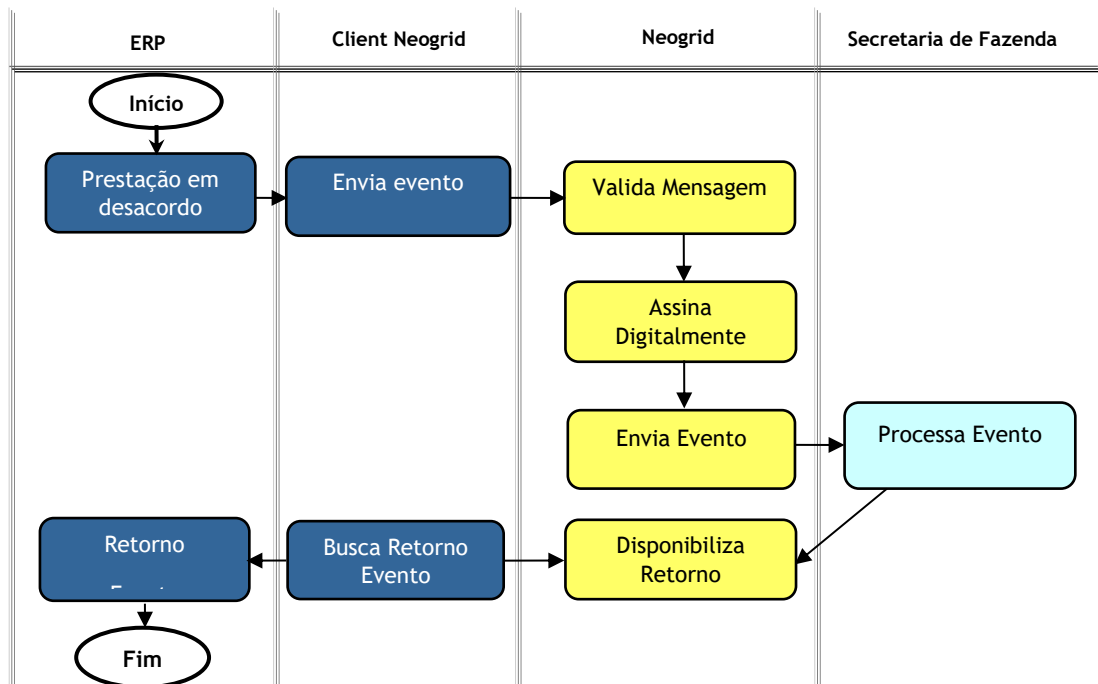 ERP
Client Neogrid
Neogrid
Secretaria de Fazenda
Início
Prestação em
desacordo
Envia evento
Valida Mensagem
Assina
Digitalmente
Envia Evento
Processa Evento
Retorno
Busca Retorno
Evento
Disponibiliza
Retorno
Fim